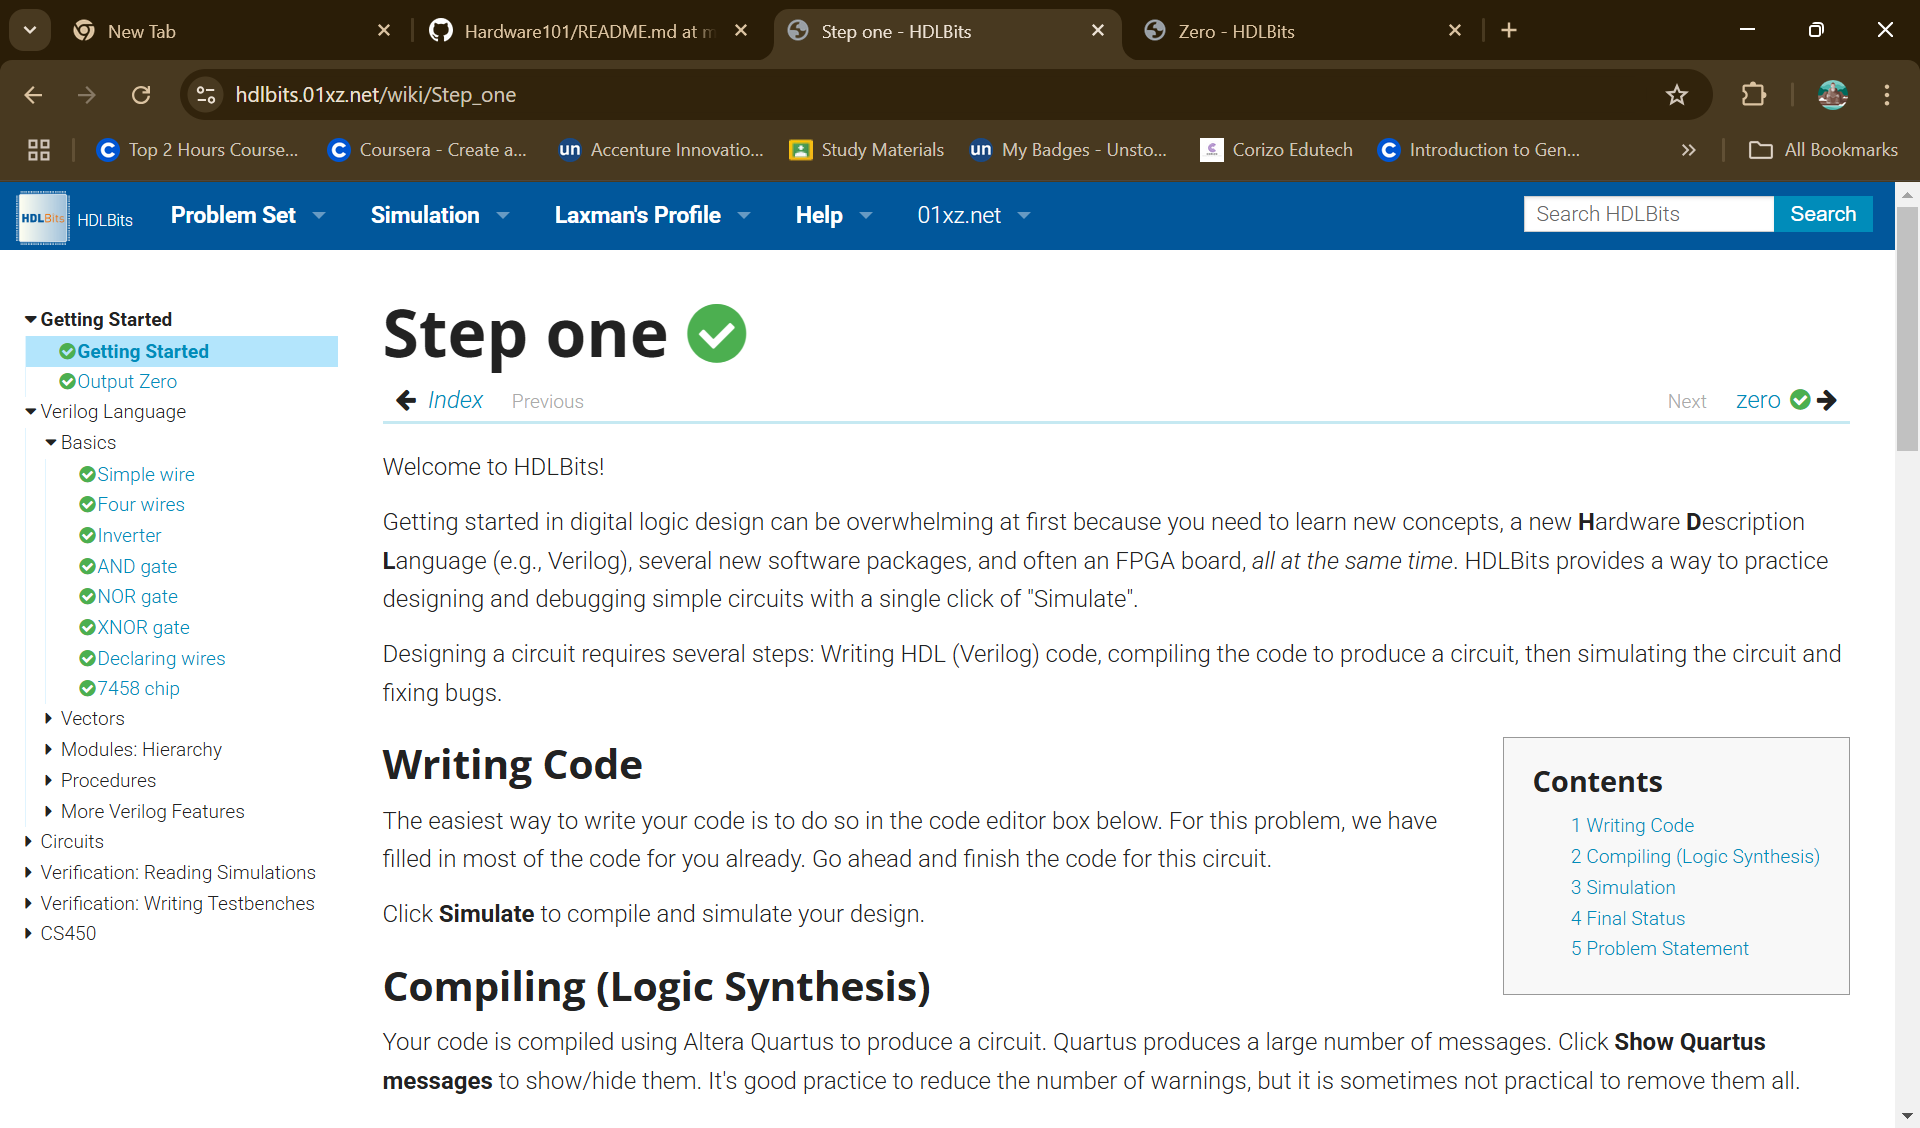 New Tab
Hardware101/README.md at m
Step one - HDLBits
Zero - HDLBits
hdlbits.01xz.net/wiki/Step_one
Top 2 Hours Course...
Coursera - Create a...
un Accenture Innovatio...
Study Materials
un My Badges - Unsto...
Corizo Edutech
Introduction to Gen...
All Bookmarks
HDLBits HDLBits
Problem Set
Simulation
Laxman's Profile
Help
01xz.net
Search HDLBits
Search
Getting Started
Getting Started
Output Zero
Verilog Language
Basics
Simple wire
Four wires
Inverter
AND gate
NOR gate
XNOR gate
Declaring wires
7458 chip
Vectors
Modules: Hierarchy
Procedures
More Verilog Features
Circuits
Verification: Reading Simulations
Verification: Writing Testbenches
CS450
Step one
Index Previous
Next zero
Welcome to HDLBits!
Getting started in digital logic design can be overwhelming at first because you need to learn new concepts, a new Hardware Description
Language (e.g., Verilog), several new software packages, and often an FPGA board, all at the same time. HDLBits provides a way to practice
designing and debugging simple circuits with a single click of "Simulate".
Designing a circuit requires several steps: Writing HDL (Verilog) code, compiling the code to produce a circuit, then simulating the circuit and
fixing bugs.
Writing Code
The easiest way to write your code is to do so in the code editor box below. For this problem, we have
filled in most of the code for you already. Go ahead and finish the code for this circuit.
Click Simulate to compile and simulate your design.
Contents
1 Writing Code
2 Compiling (Logic Synthesis)
3 Simulation
4 Final Status
5 Problem Statement
Compiling (Logic Synthesis)
Your code is compiled using Altera Quartus to produce a circuit. Quartus produces a large number of messages. Click Show Quartus
messages to show/hide them. It's good practice to reduce the number of warnings, but it is sometimes not practical to remove them all.